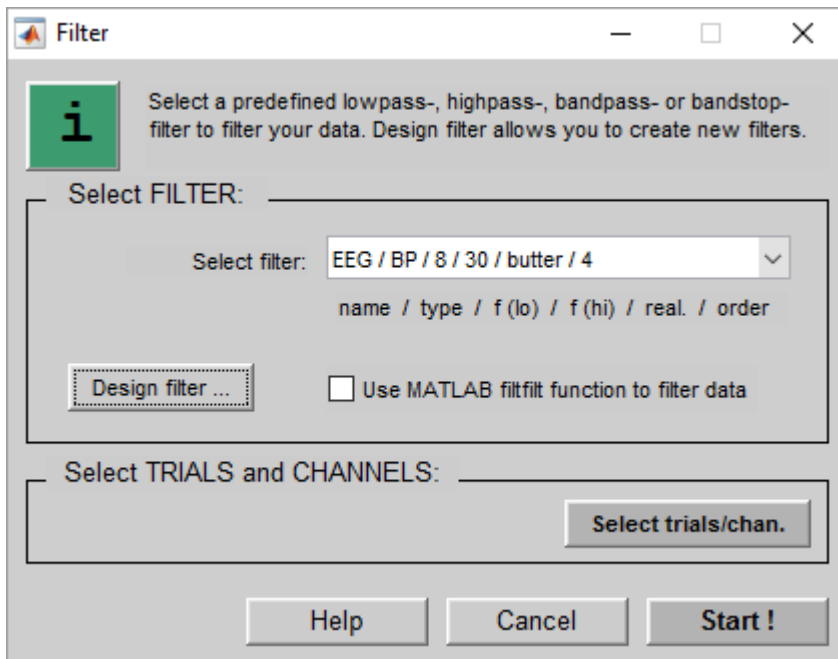 Filter
i
Select a predefined lowpass-, highpass-, bandpass- or bandstop-
filter to filter your data. Design filter allows you to create new filters.
Select FILTER:
Select filter: EEG / BP / 8 / 30 / butter / 4
name / type / f (lo) / f (hi) / real. / order
Design filter ... Use MATLAB filtfilt function to filter data
Select TRIALS and CHANNELS:
Select trials/chan.
Help Cancel Start !